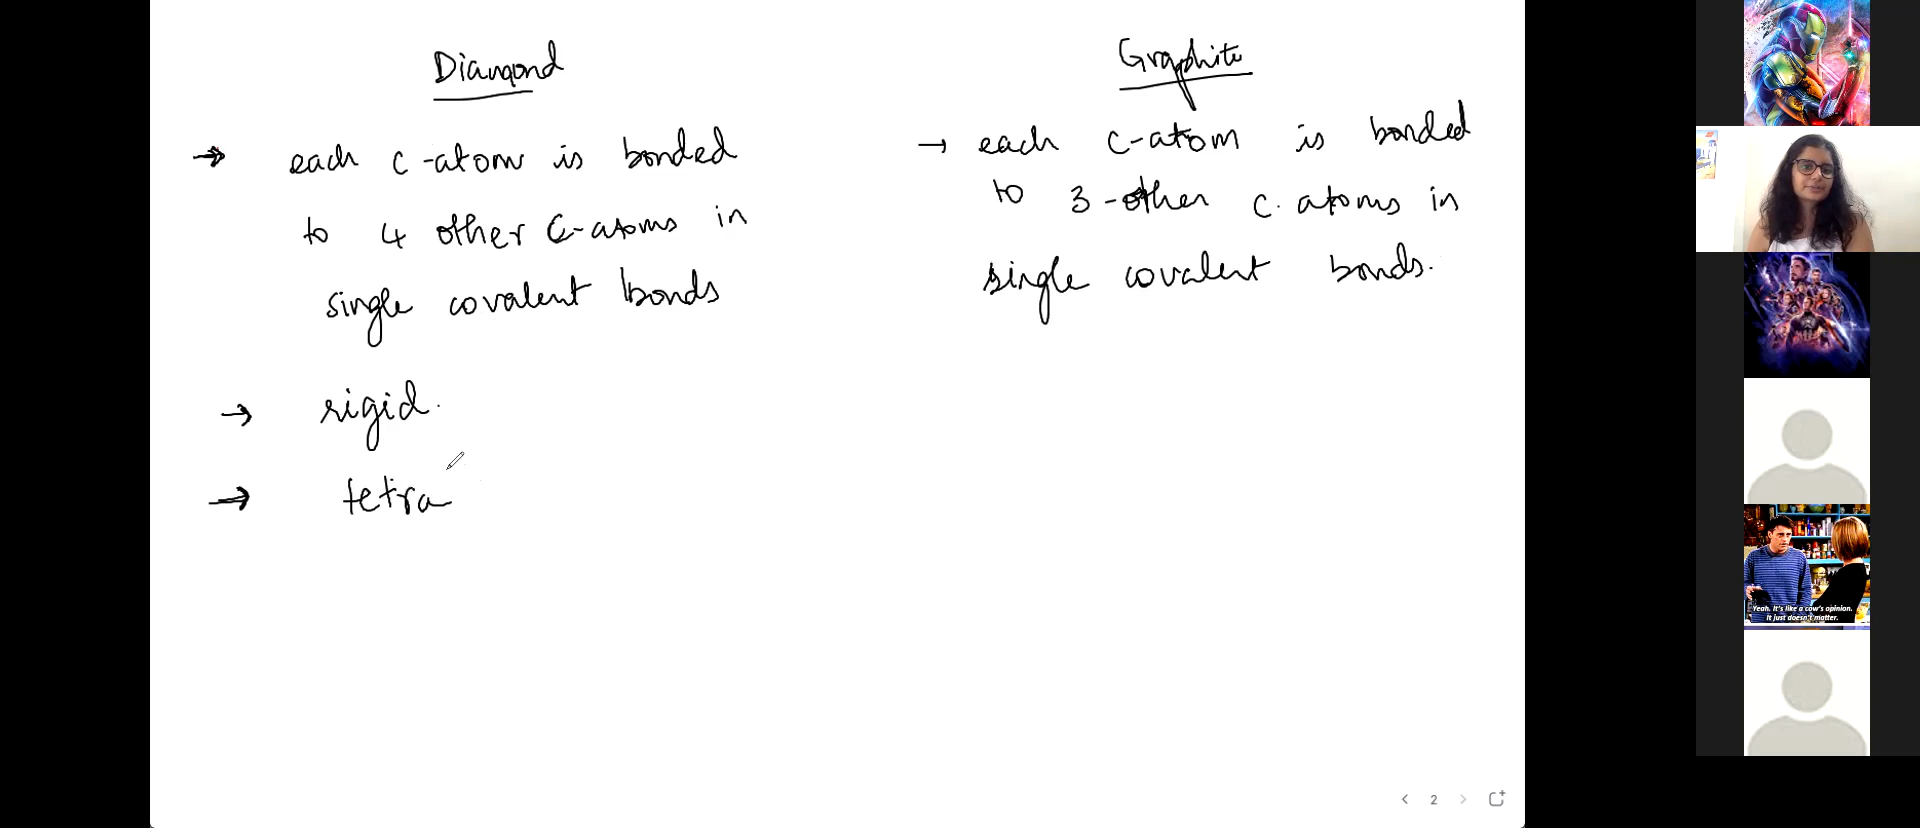 Diamond
→ each c-atom is bonded
to 4 other C-atoms in
single covalent bonds
→ rigid.
→ tetra
Graphite
→ each c-atom is bonded
to 3-other c. atoms in
single covalent bonds.
Yeah. It's like a cow's opinion.
It just doesn't matter.
2